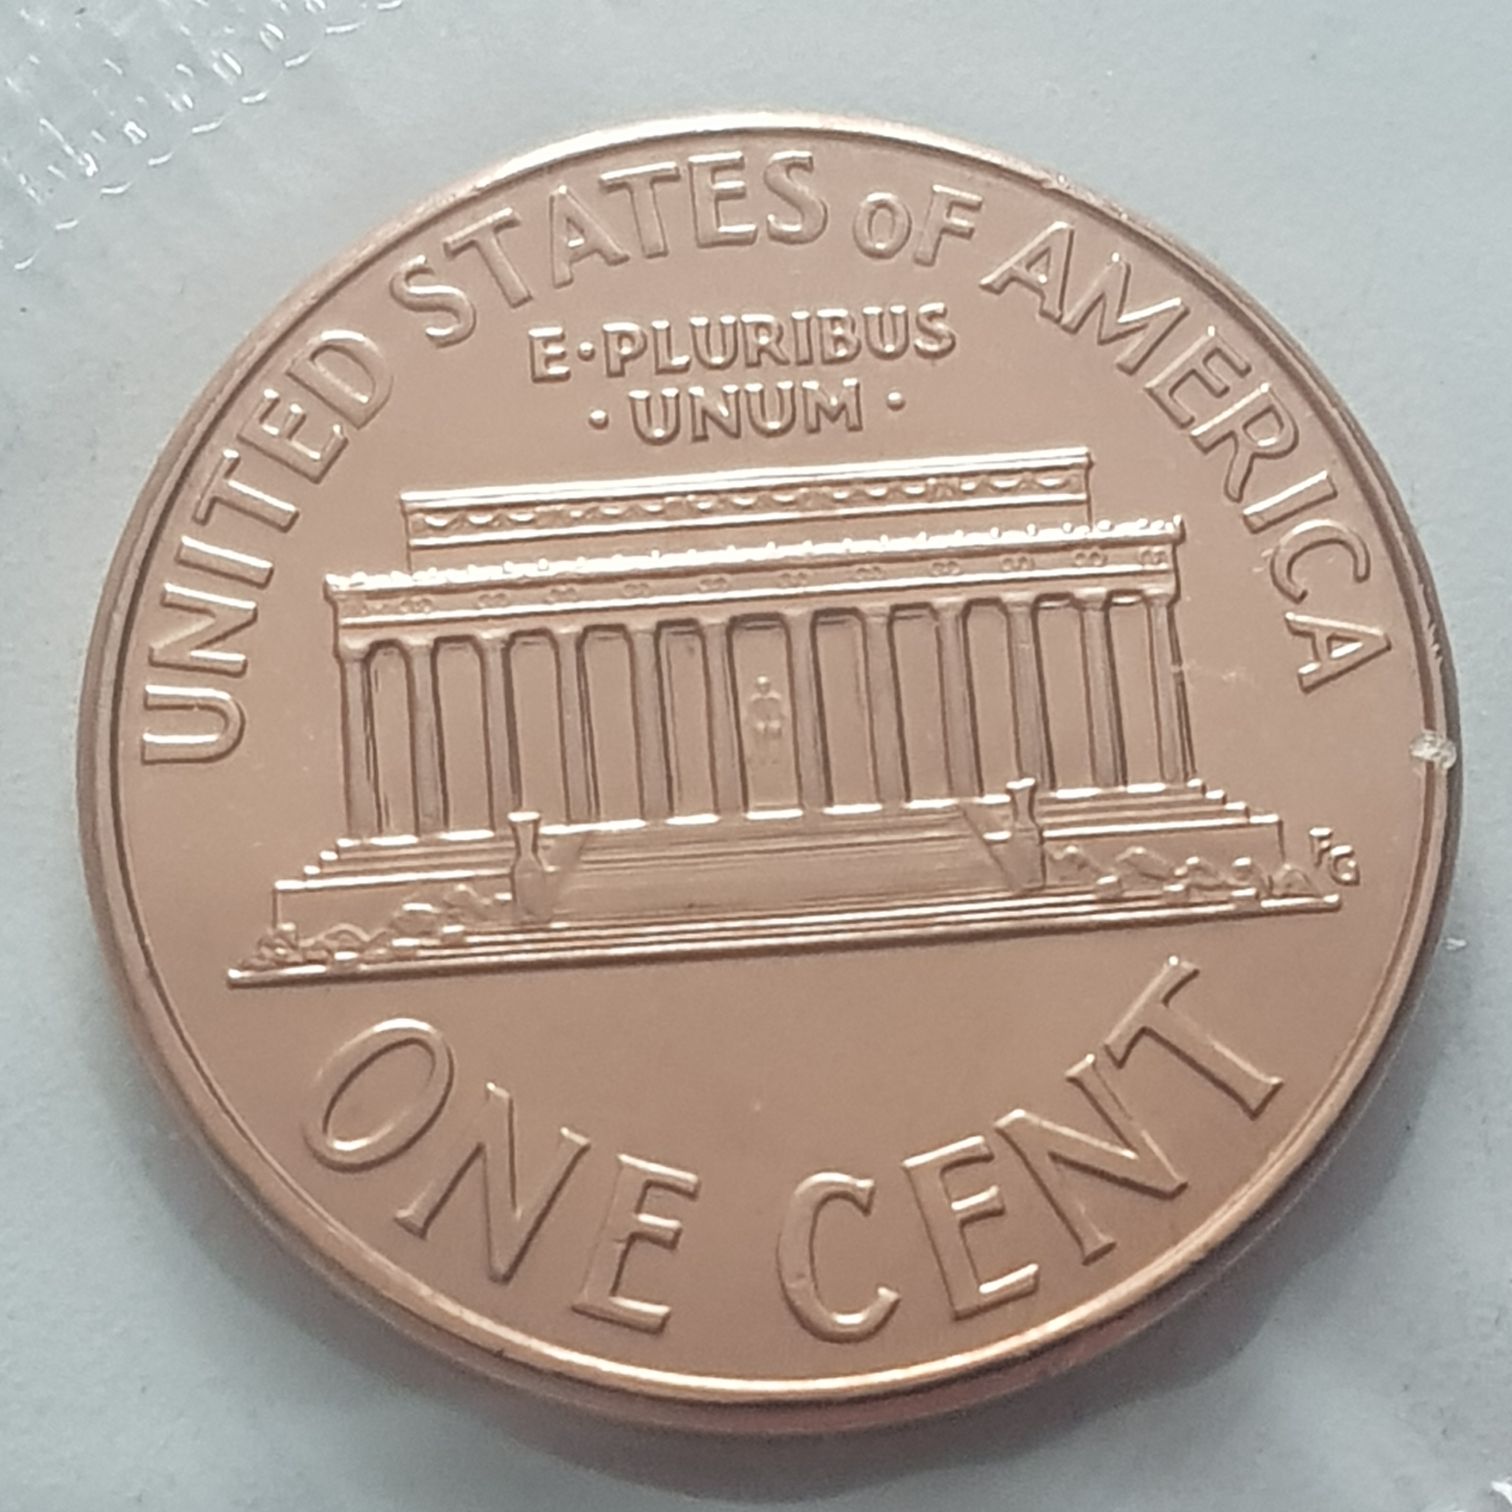 UNITED STATES OF AMERICA
E·PLURIBUS
·UNUM·
FG
ONE CENT